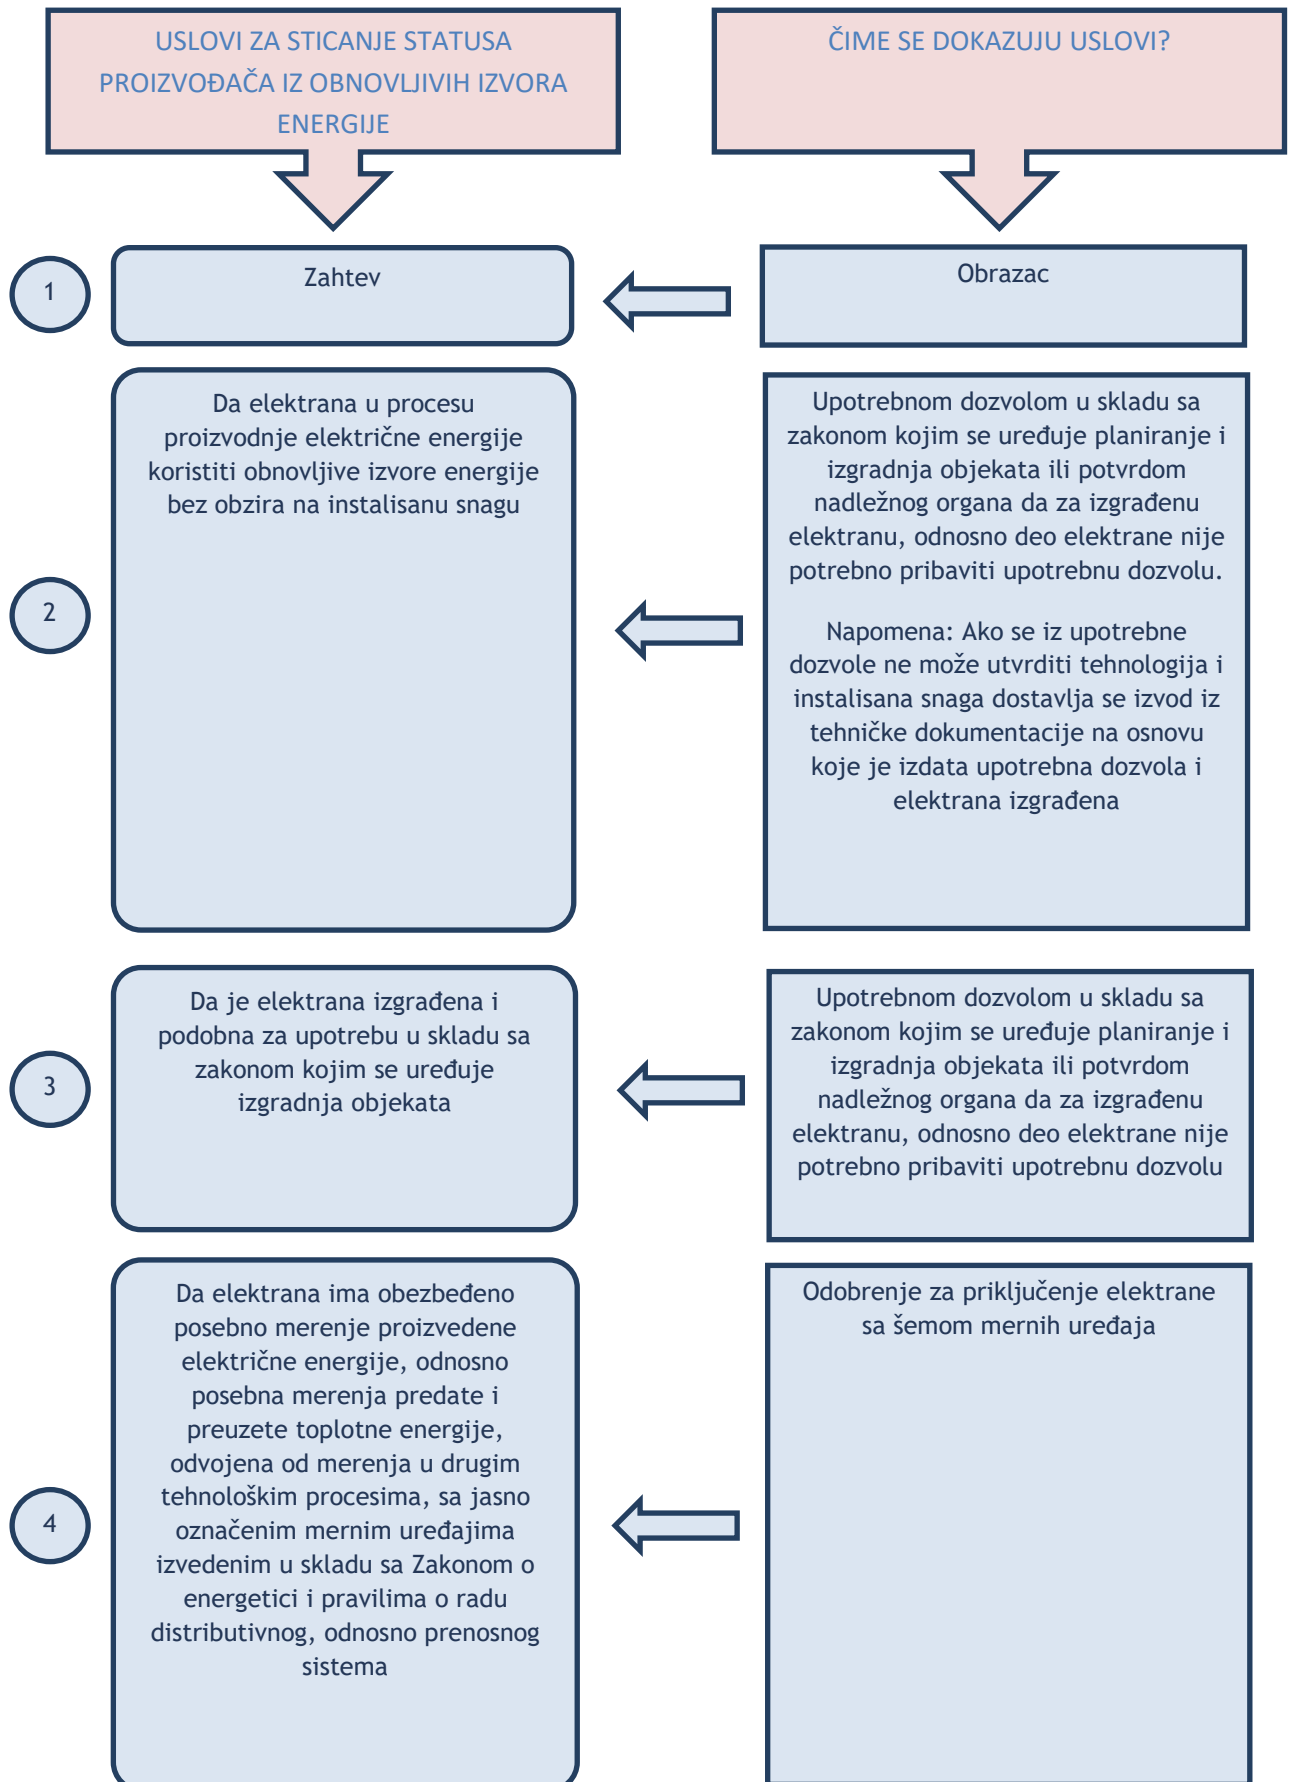 USLOVI ZA STICANJE STATUSA
PROIZVOĐAČA IZ OBNOVLJIVIH IZVORA
ENERGIJE
ČIME SE DOKAZUJU USLOVI?
1
Zahtev
Obrazac
2
Da elektrana u procesu
proizvodnje električne energije
koristiti obnovljive izvore energije
bez obzira na instalisanu snagu
Upotrebnom dozvolom u skladu sa
zakonom kojim se uređuje planiranje i
izgradnja objekata ili potvrdom
nadležnog organa da za izgrađenu
elektranu, odnosno deo elektrane nije
potrebno pribaviti upotrebnu dozvolu.
Napomena: Ako se iz upotrebne
dozvole ne može utvrditi tehnologija i
instalisana snaga dostavlja se izvod iz
tehničke dokumentacije na osnovu
koje je izdata upotrebna dozvola i
elektrana izgrađena
3
Da je elektrana izgrađena i
podobna za upotrebu u skladu sa
zakonom kojim se uređuje
izgradnja objekata
Upotrebnom dozvolom u skladu sa
zakonom kojim se uređuje planiranje i
izgradnja objekata ili potvrdom
nadležnog organa da za izgrađenu
elektranu, odnosno deo elektrane nije
potrebno pribaviti upotrebnu dozvolu
4
Da elektrana ima obezbeđeno
posebno merenje proizvedene
električne energije, odnosno
posebna merenja predate i
preuzete toplotne energije,
odvojena od merenja u drugim
tehnološkim procesima, sa jasno
označenim mernim uređajima
izvedenim u skladu sa Zakonom o
energetici i pravilima o radu
distributivnog, odnosno prenosnog
sistema
Odobrenje za priključenje elektrane
sa šemom mernih uređaja